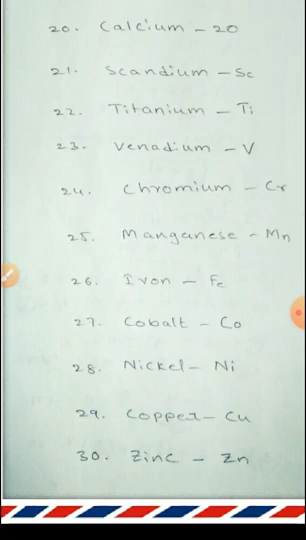 20. Calcium - 20
21. Scandium - Sc
22. Titanium - Ti
23. Venadium - V
24. Chromium - Cr
25. Manganese - Mn
26. Iron - Fe
27. Cobalt - Co
28. Nickel - Ni
29. Copper - Cu
30. Zinc - Zn